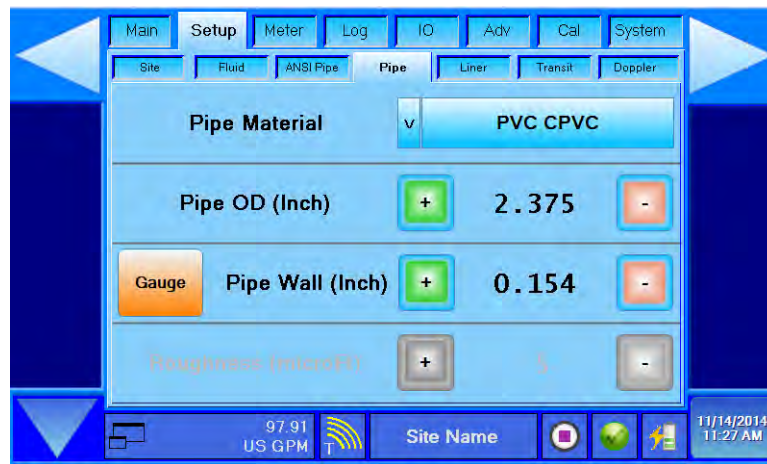 Main Setup Meter Log IO Adv Cal System
Site Fluid ANSI Pipe Pipe Liner Transit Doppler
Pipe Material v PVC CPVC
Pipe OD (Inch) + 2.375 -
Gauge Pipe Wall (Inch) + 0.154 -
+ 5 -
97.91
US GPM T Site Name
11/14/2014
11:27 AM